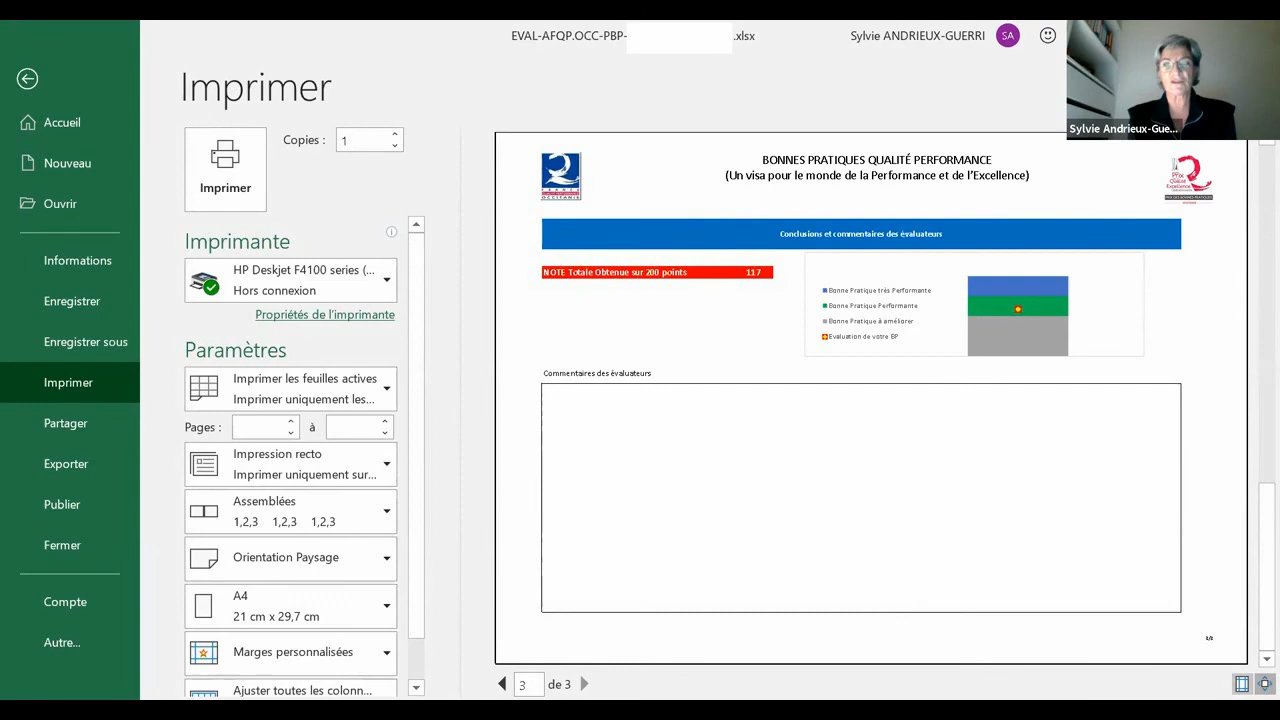 EVAL-AFQP.OCC-PBP-
.xlsx
Sylvie ANDRIEUX-GUERRI
SA
Sylvie Andrieux-Gue...
Accueil
Nouveau
Ouvrir
Informations
Enregistrer
Enregistrer sous
Imprimer
Partager
Exporter
Publier
Fermer
Compte
Autre...
Imprimer
Imprimer
Copies :
1
Imprimante
HP Deskjet F4100 series (...
Hors connexion
Propriétés de l'imprimante
Paramètres
Imprimer les feuilles actives
Imprimer uniquement les...
Pages :
à
Impression recto
Imprimer uniquement sur...
Assemblées
1,2,3 1,2,3 1,2,3
Orientation Paysage
A4
21 cm x 29,7 cm
Marges personnalisées
Ajuster toutes les colonn...
BONNES PRATIQUES QUALITÉ PERFORMANCE
(Un visa pour le monde de la Performance et de l'Excellence)
Conclusions et commentaires des évaluateurs
NOTE Totale Obtenue sur 200 points 117
Bonne Pratique très Performante
Bonne Pratique Performante
Bonne Pratique à améliorer
Evaluation de votre BP
Commentaires des évaluateurs
3 de 3